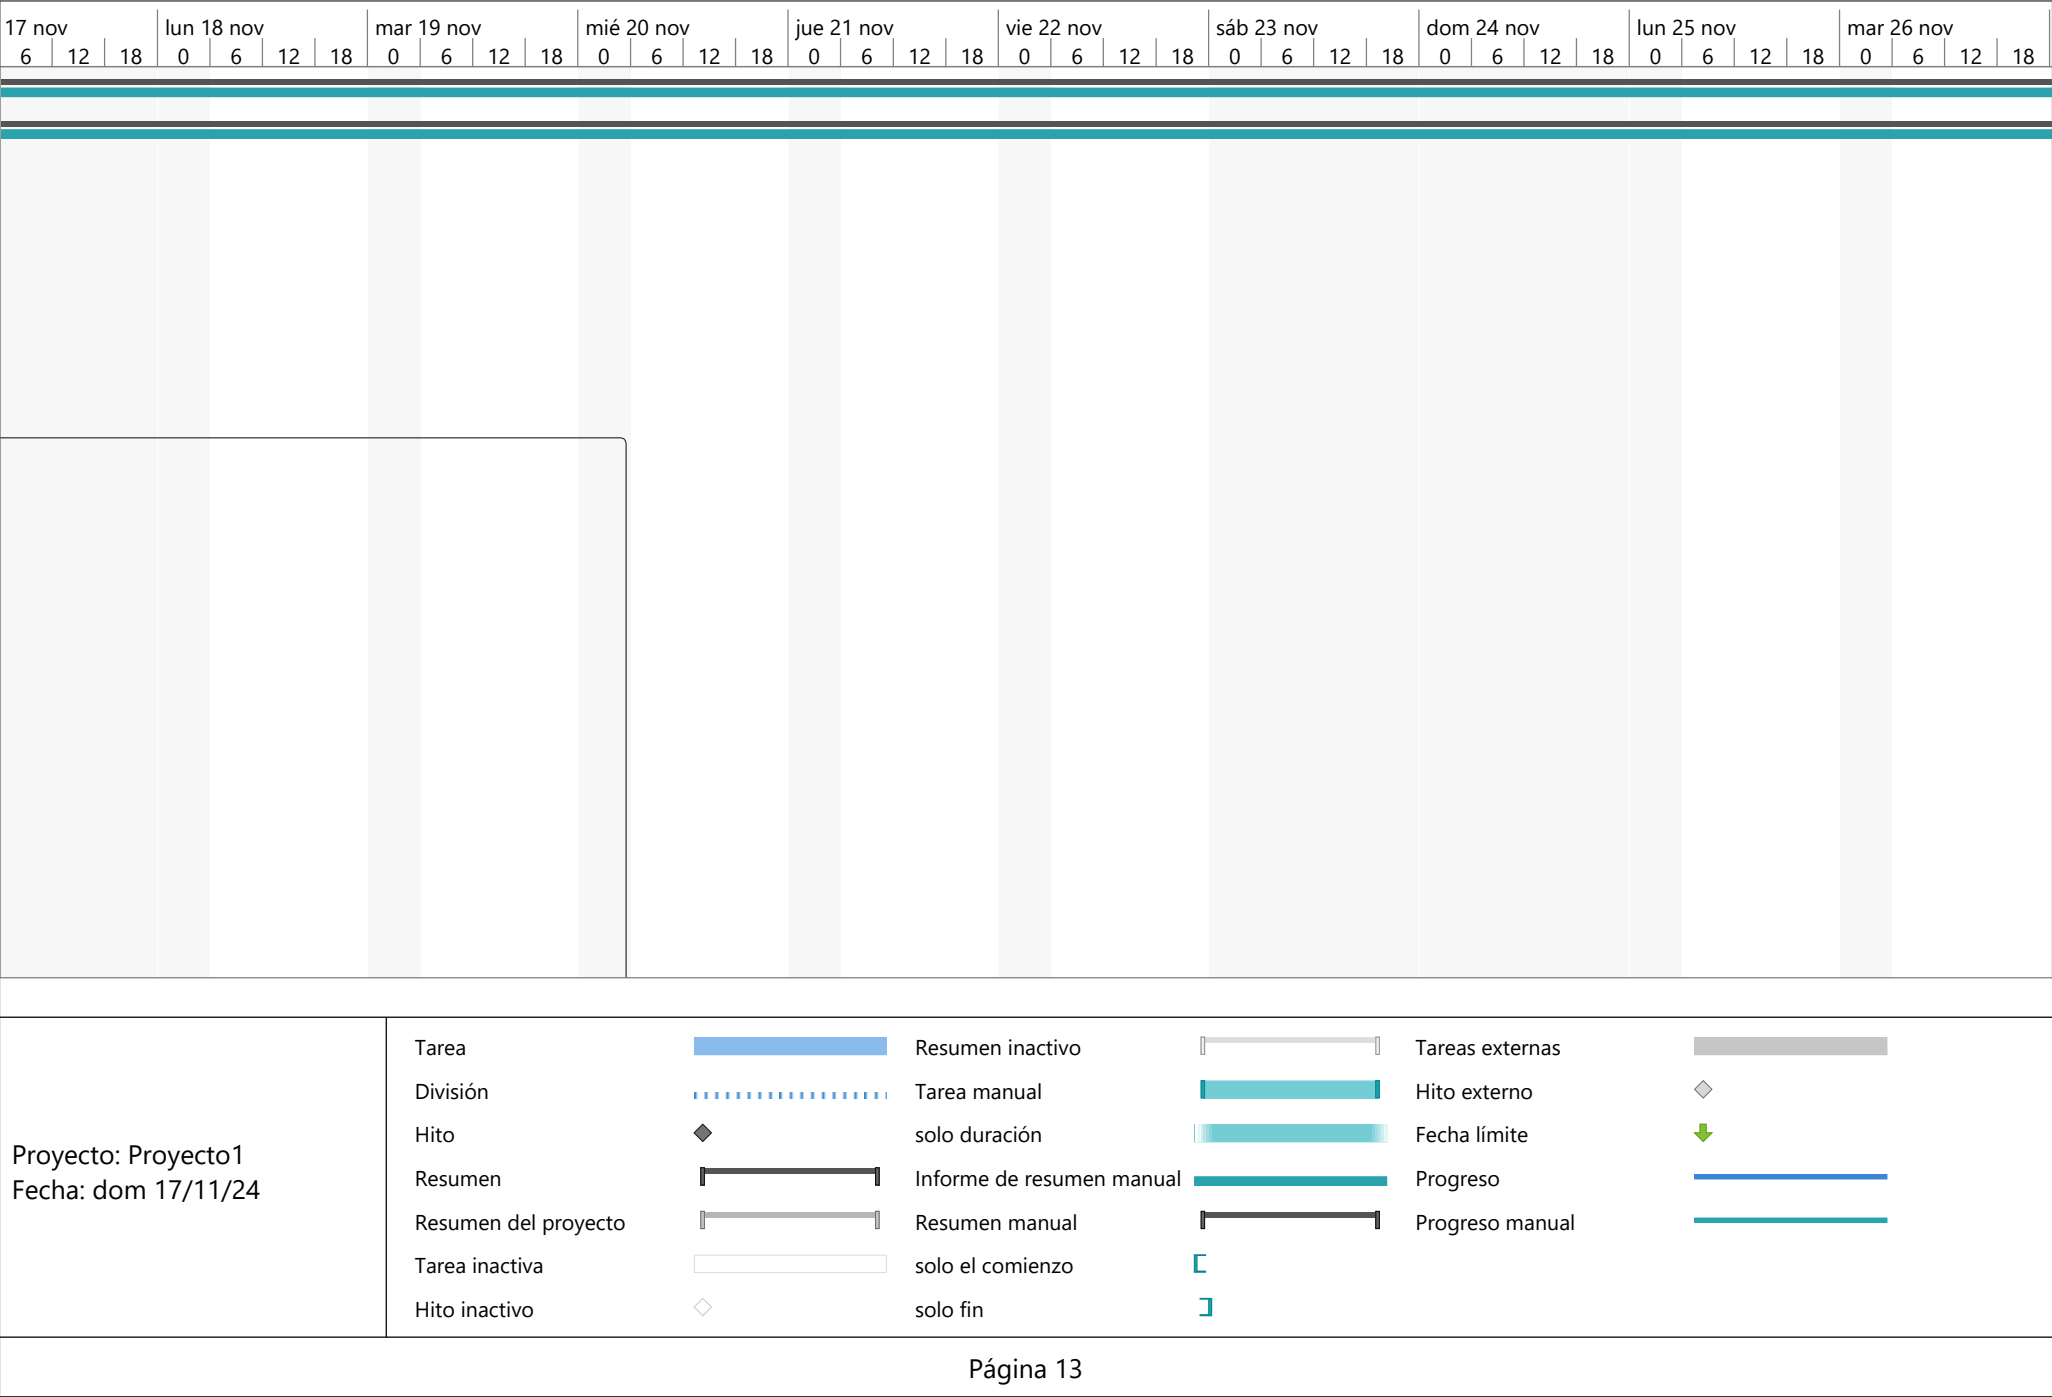 17 nov lun 18 nov mar 19 nov mié 20 nov jue 21 nov vie 22 nov sáb 23 nov dom 24 nov lun 25 nov mar 26 nov
6 12 18 0 6 12 18 0 6 12 18 0 6 12 18 0 6 12 18 0 6 12 18 0 6 12 18 0 6 12 18 0 6 12 18 0 6 12 18
Proyecto: Proyecto1
Fecha: dom 17/11/24
Tarea
División
Hito
Resumen
Resumen del proyecto
Tarea inactiva
Hito inactivo
Resumen inactivo
Tarea manual
solo duración
Informe de resumen manual
Resumen manual
solo el comienzo
solo fin
Tareas externas
Hito externo
Fecha límite
Progreso
Progreso manual
Página 13